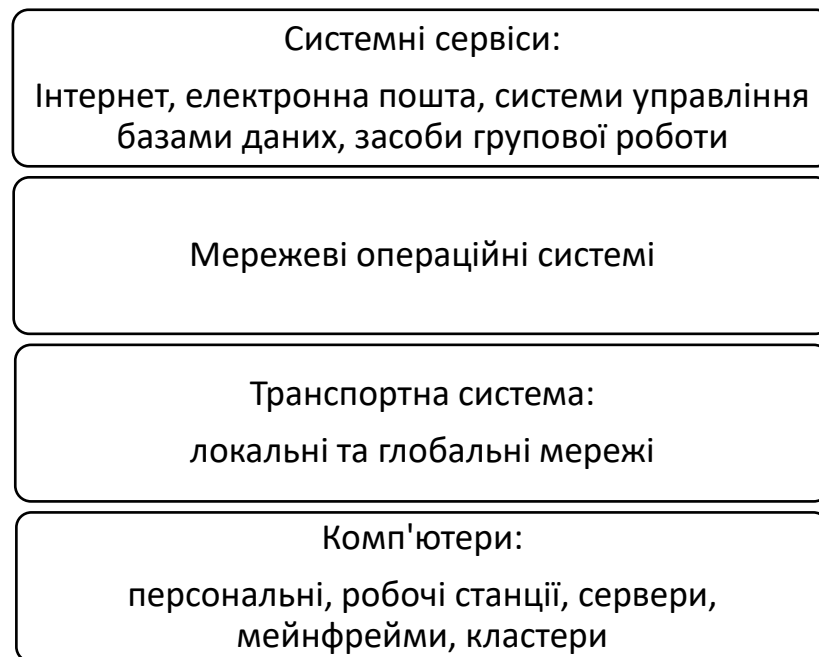 Системні сервіси:
Інтернет, електронна пошта, системи управління
базами даних, засоби групової роботи
Мережеві операційні системі
Транспортна система:
локальні та глобальні мережі
Комп'ютери:
персональні, робочі станції, сервери,
мейнфрейми, кластери